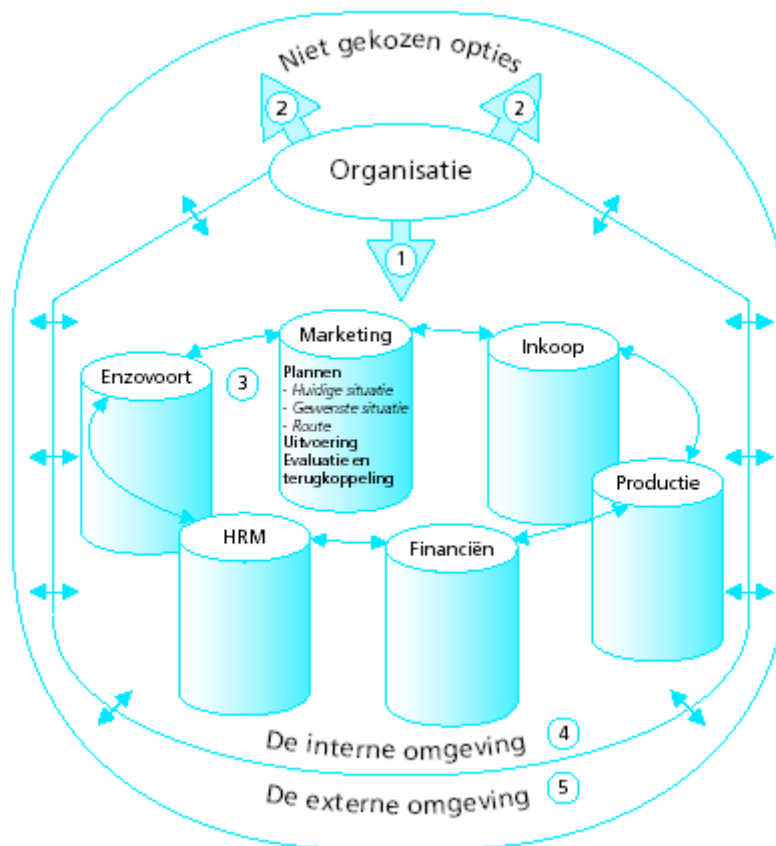 Niet gekozen opties
2
2
Organisatie
1
Marketing
Inkoop
Enzovoort
3
Plannen
- Huidige situatie
- Gewenste situatie
- Route
Uitvoering
Evaluatie en
terugkoppeling
Productie
HRM
Financiën
De interne omgeving
4
De externe omgeving
5